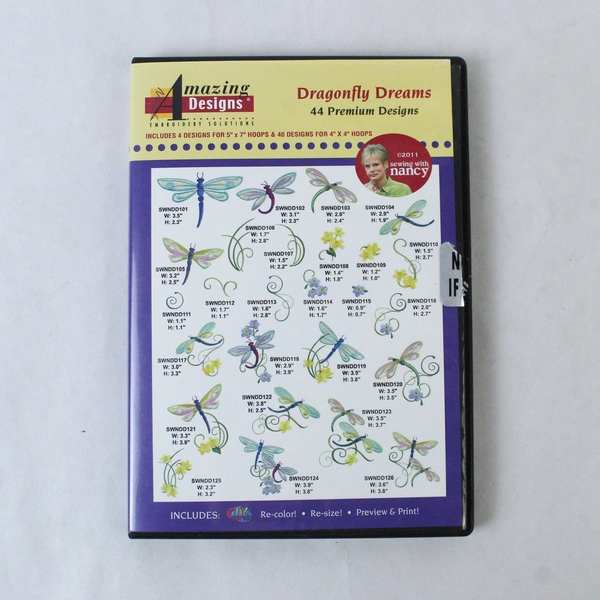 Amazing
Designs®
EMBROIDERY SOLUTIONS
Dragonfly Dreams
44 Premium Designs
INCLUDES 4 DESIGNS FOR 5" x 7" HOOPS & 40 DESIGNS FOR 4" X 4" HOOPS
©2011
sewing with
nancy
SWNDD101
W: 3.5"
H: 2.3"
SWNDD102
W: 3.1"
H: 2.3"
SWNDD103
W: 2.6"
H: 2.4"
SWNDD104
W: 2.9"
H: 1.9"
SWNDD105
W: 3.2"
H: 2.5"
SWNDD106
W: 1.7"
H: 2.8"
SWNDD107
W: 1.5"
H: 2.2"
SWNDD108
W: 1.4"
H: 1.8"
SWNDD109
W: 1.2"
H: 1.0"
SWNDD110
W: 1.5"
H: 2.7"
SWNDD111
W: 1.1"
H: 1.1"
SWNDD112
W: 1.7"
H: 1.1"
SWNDD113
W: 1.6"
H: 2.8"
SWNDD114
W: 1.6"
H: 1.7"
SWNDD115
W: 0.9"
H: 0.7"
SWNDD116
W: 2.0"
H: 2.7"
SWNDD117
W: 3.0"
H: 3.3"
SWNDD118
W: 2.9"
H: 3.9"
SWNDD119
W: 3.9"
H: 3.8"
SWNDD120
W: 3.5"
H: 3.5"
SWNDD121
W: 3.3"
H: 3.9"
SWNDD122
W: 3.8"
H: 2.5"
SWNDD123
W: 3.5"
H: 3.7"
SWNDD125
W: 2.3"
H: 3.2"
SWNDD124
W: 3.9"
H: 3.8"
SWNDD126
W: 3.6"
H: 3.8"
N
IF
INCLUDES: Re-color! • Re-size! • Preview & Print!